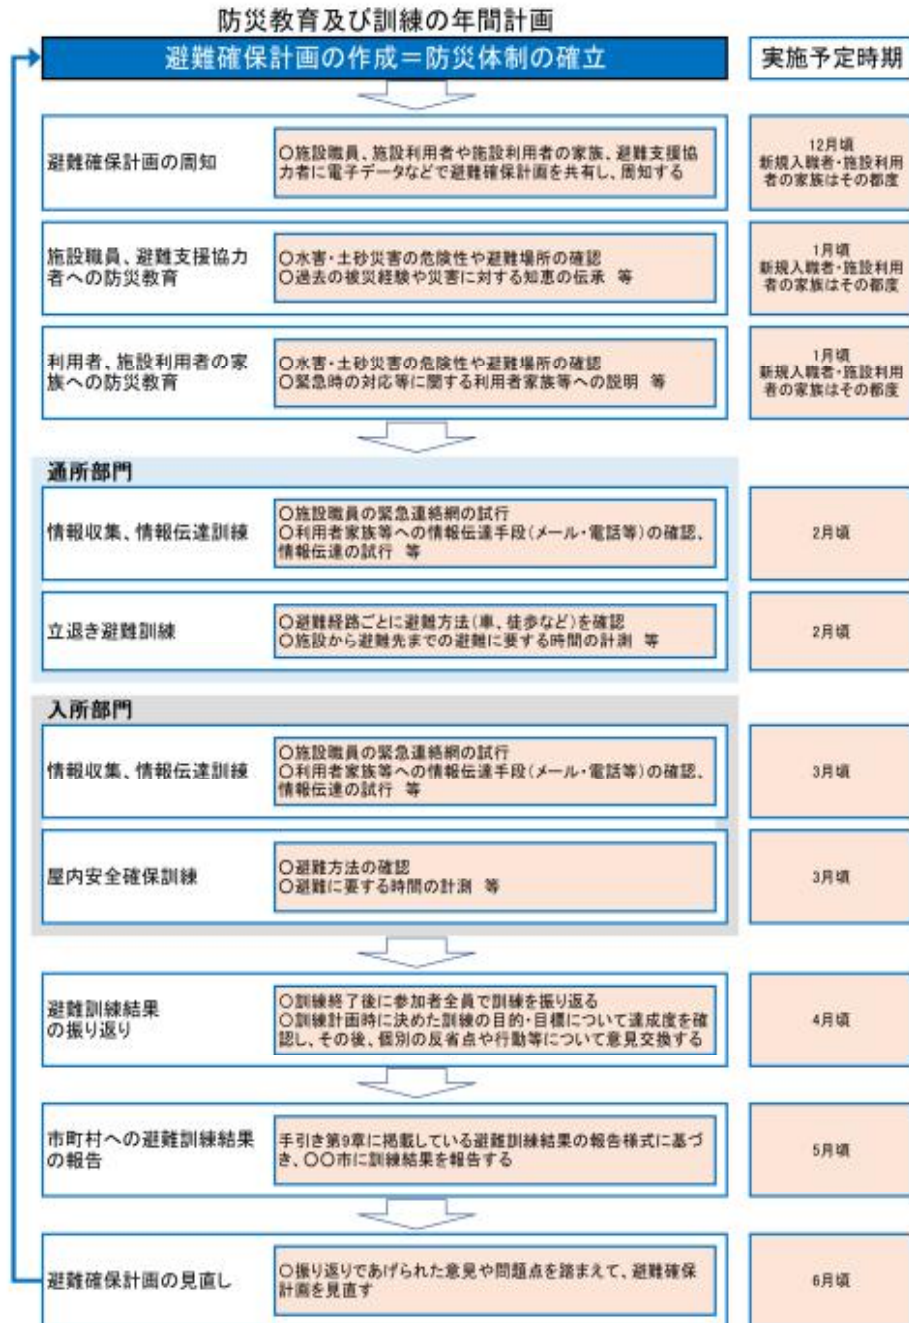 防災教育及び訓練の年間計画
避難確保計画の作成＝防災体制の確立
実施予定時期
避難確保計画の周知
○施設職員、施設利用者や施設利用者の家族、避難支援協
力者に電子データなどで避難確保計画を共有し、周知する
12月頃
新規入職者・施設利用
者の家族はその都度
施設職員、避難支援協力
者への防災教育
○水害・土砂災害の危険性や避難場所の確認
○過去の被災経験や災害に対する知恵の伝承 等
1月頃
新規入職者・施設利用
者の家族はその都度
利用者、施設利用者の家
族への防災教育
○水害・土砂災害の危険性や避難場所の確認
○緊急時の対応等に関する利用者家族等への説明 等
1月頃
新規入職者・施設利用
者の家族はその都度
通所部門
情報収集、情報伝達訓練
○施設職員の緊急連絡網の試行
○利用者家族等への情報伝達手段(メール・電話等)の確認、
情報伝達の試行 等
2月頃
立退き避難訓練
○避難経路ごとに避難方法(車、徒歩など)を確認
○施設から避難先までの避難に要する時間の計測 等
2月頃
入所部門
情報収集、情報伝達訓練
○施設職員の緊急連絡網の試行
○利用者家族等への情報伝達手段(メール・電話等)の確認、
情報伝達の試行 等
3月頃
屋内安全確保訓練
○避難方法の確認
○避難に要する時間の計測 等
3月頃
避難訓練結果
の振り返り
○訓練終了後に参加者全員で訓練を振り返る
○訓練計画時に決めた訓練の目的・目標について達成度を確
認し、その後、個別の反省点や行動等について意見交換する
4月頃
市町村への避難訓練結果
の報告
手引き第9章に掲載している避難訓練結果の報告様式に基づ
き、○○市に訓練結果を報告する
5月頃
避難確保計画の見直し
○振り返りであげられた意見や問題点を踏まえて、避難確保
計画を見直す
6月頃